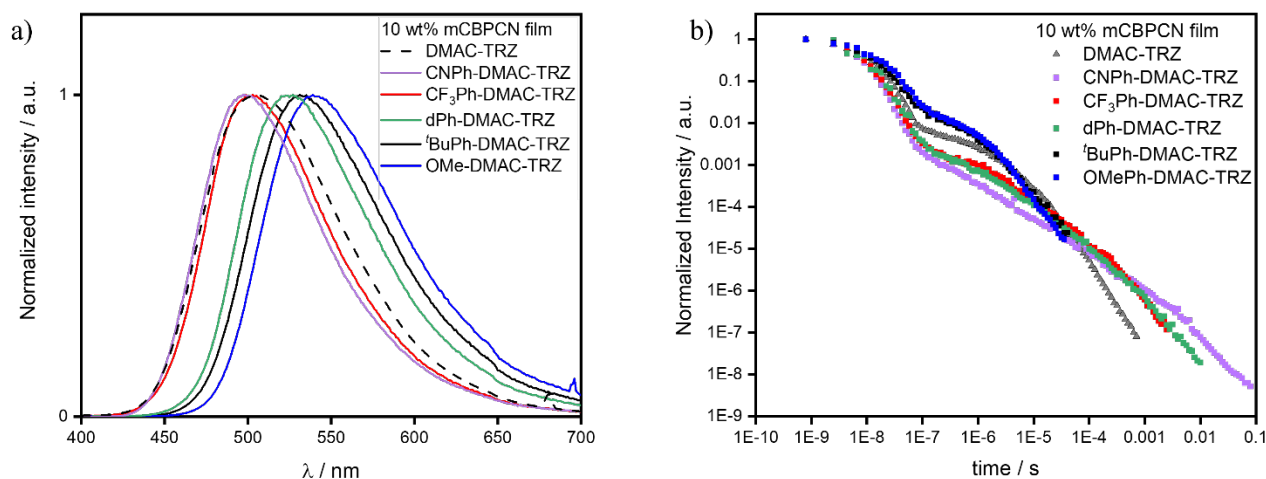 a)
10 wt% mCBPCN film
DMAC-TRZ
CNPh-DMAC-TRZ
CF₃Ph-DMAC-TRZ
dPh-DMAC-TRZ
ᵗBuPh-DMAC-TRZ
OMe-DMAC-TRZ
Normalized intensity / a.u.
1
0
400 450 500 550 600 650 700
λ / nm
b)
10 wt% mCBPCN film
DMAC-TRZ
CNPh-DMAC-TRZ
CF₃Ph-DMAC-TRZ
dPh-DMAC-TRZ
ᵗBuPh-DMAC-TRZ
OMePh-DMAC-TRZ
Normalized Intensity / a.u.
1
0.1
0.01
0.001
1E-4
1E-5
1E-6
1E-7
1E-8
1E-9
1E-10 1E-9 1E-8 1E-7 1E-6 1E-5 1E-4 0.001 0.01 0.1
time / s